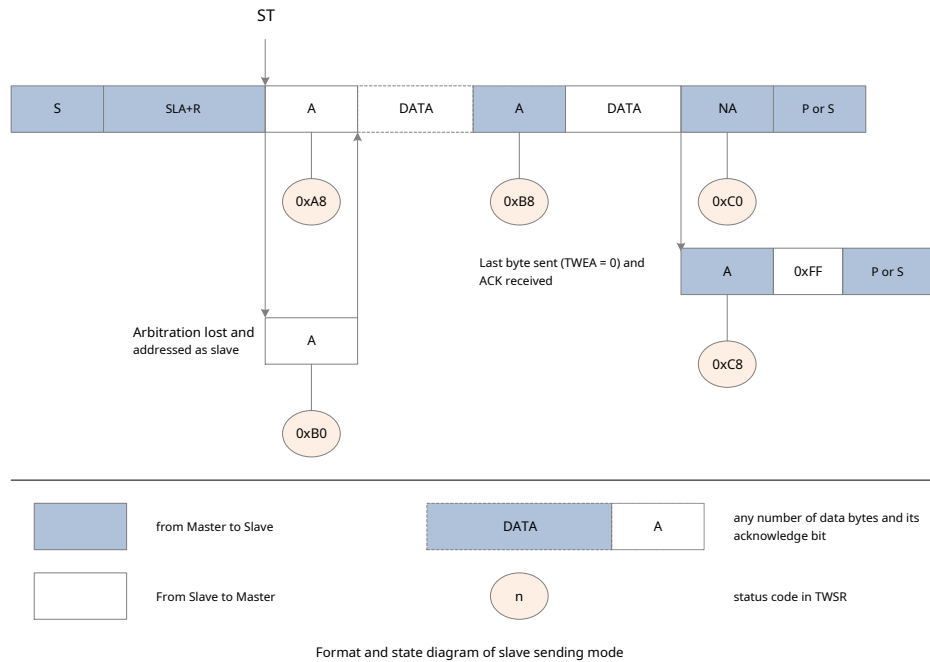 ST
S
SLA+R
A
DATA
A
DATA
NA
P or S
0xA8
0xB8
0xC0
Last byte sent (TWEA = 0) and
ACK received
A
0xFF
P or S
Arbitration lost and
addressed as slave
A
0xC8
0xB0
from Master to Slave
DATA
A
any number of data bytes and its
acknowledge bit
From Slave to Master
n
status code in TWSR
Format and state diagram of slave sending mode